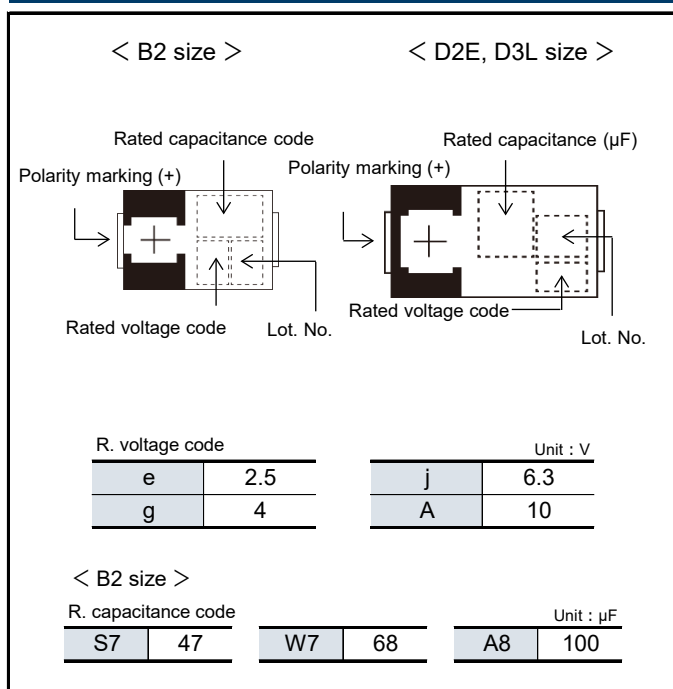 < B2 size >
< D2E, D3L size >
Rated capacitance code
Polarity marking (+)
Rated voltage code
Lot. No.
Rated capacitance (μF)
Polarity marking (+)
Rated voltage code
Lot. No.
R. voltage code
Unit : V
e 2.5 j 6.3
g 4 A 10
< B2 size >
R. capacitance code
Unit : μF
S7 47 W7 68 A8 100